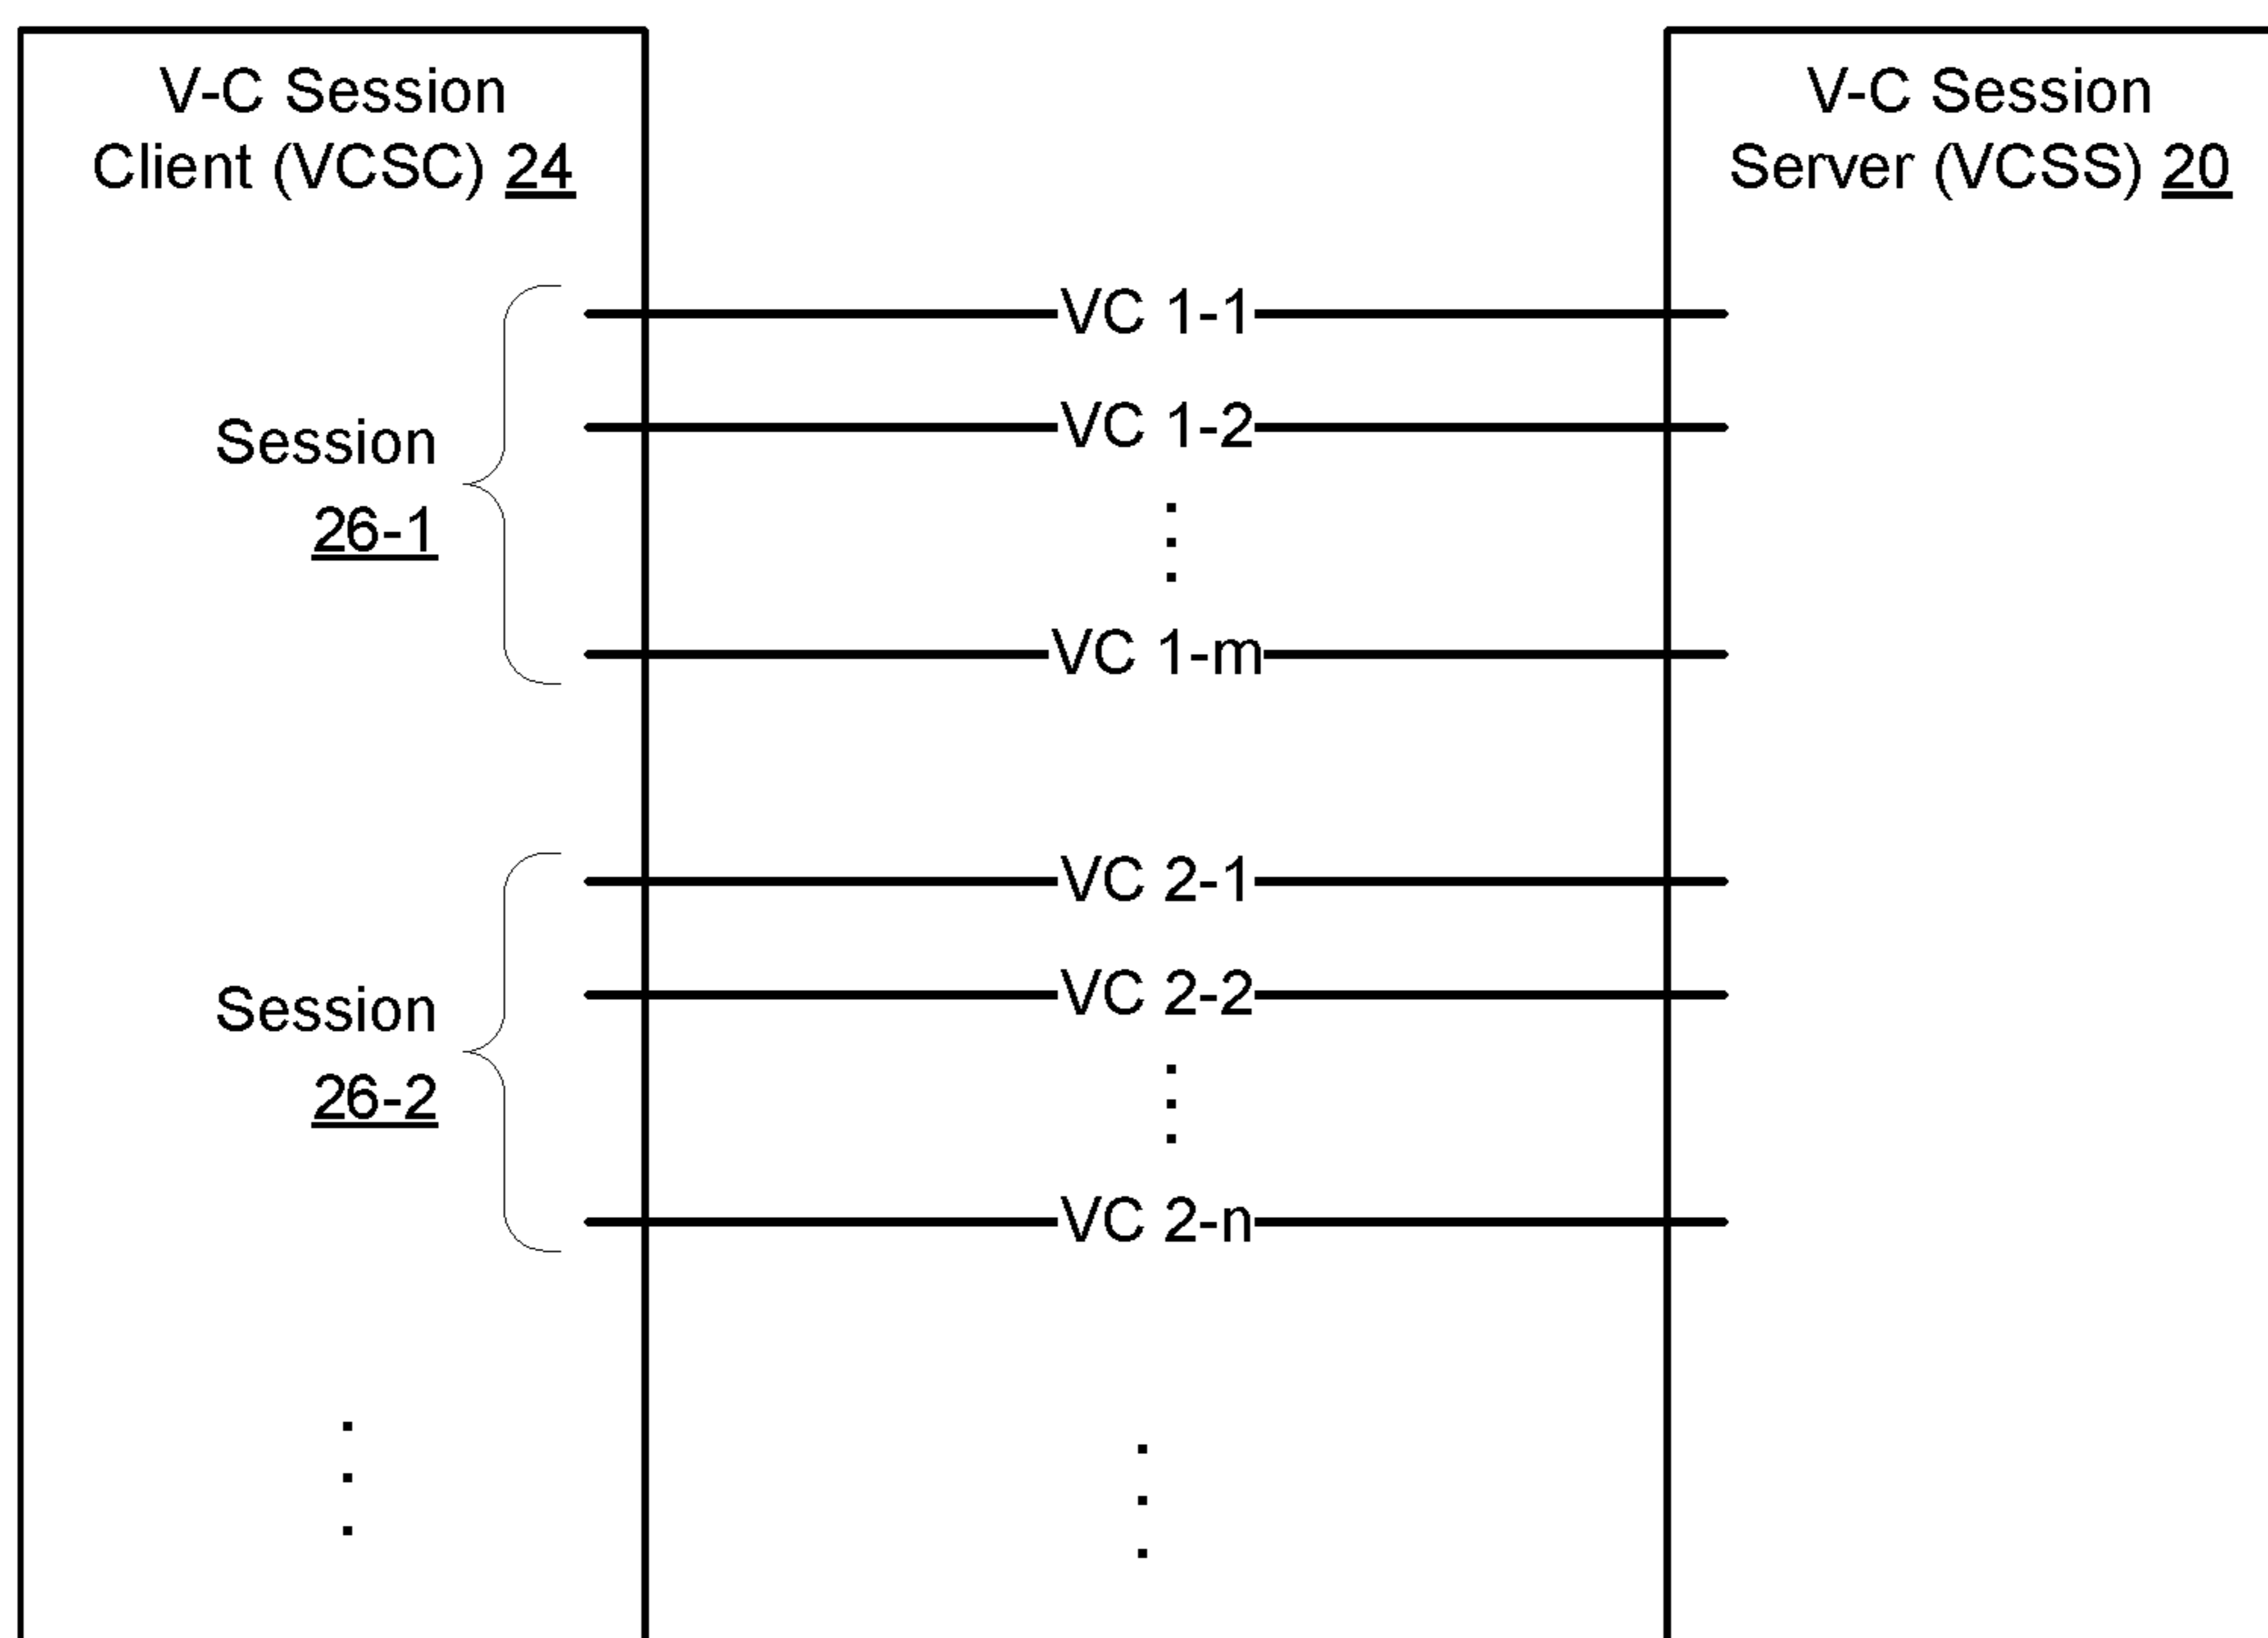 V-C Session
Client (VCSC) 24
V-C Session
Server (VCSS) 20
VC 1-1
VC 1-2
Session
26-1
VC 1-m
VC 2-1
VC 2-2
Session
26-2
VC 2-n